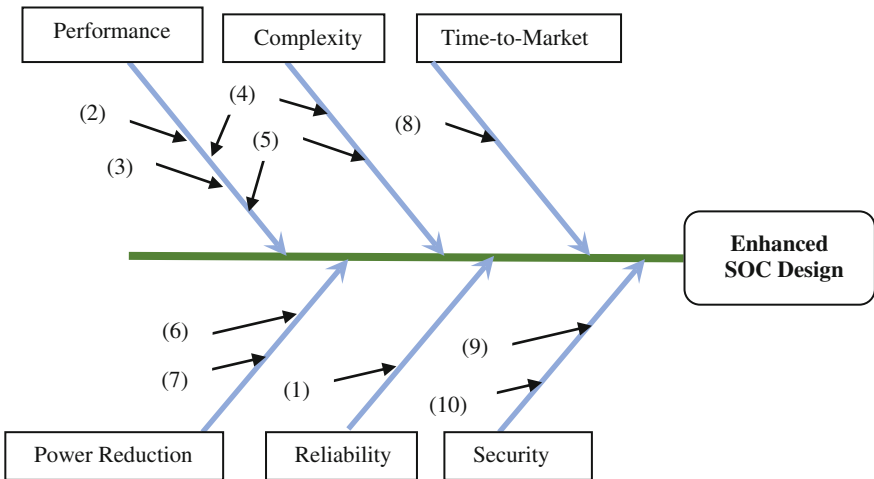 Performance
Complexity
Time-to-Market
(2)
(4)
(8)
(3)
(5)
Enhanced
SOC Design
(6)
(7)
(1)
(9)
(10)
Power Reduction
Reliability
Security